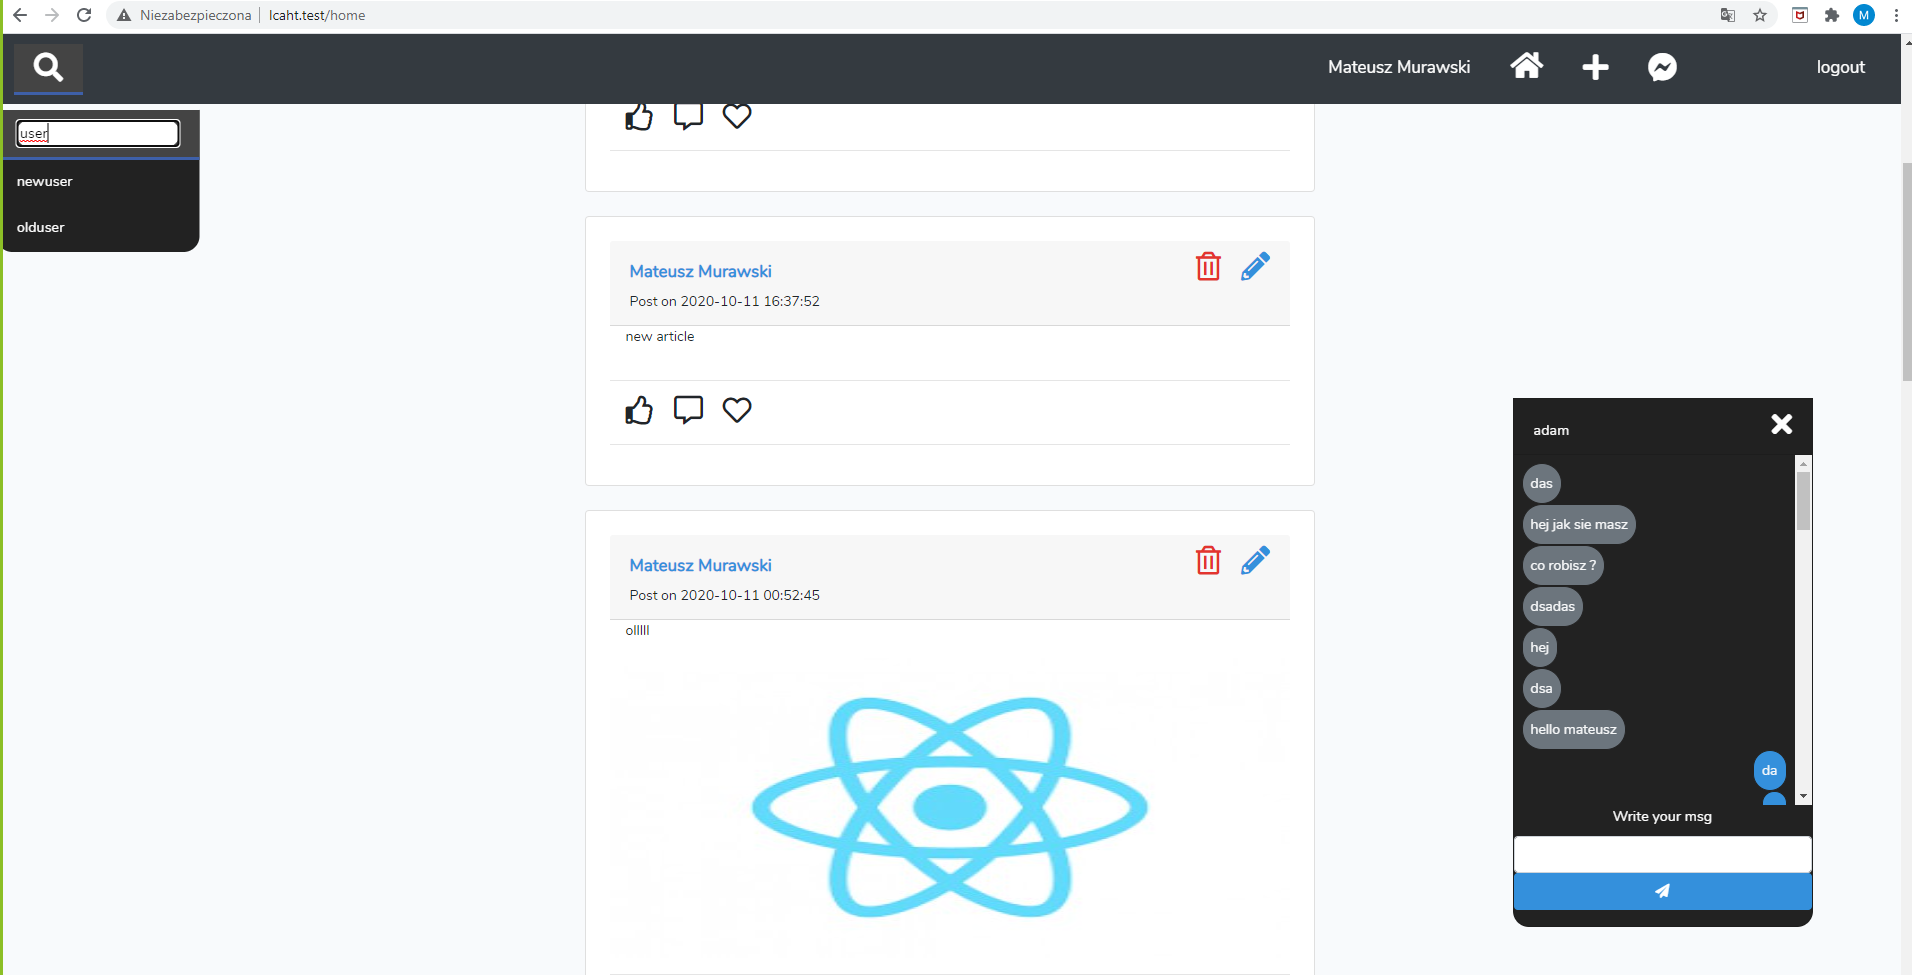 Niezabezpieczona
lcaht.test/home
M
Mateusz Murawski
logout
user
newuser
olduser
Mateusz Murawski
Post on 2020-10-11 16:37:52
new article
Mateusz Murawski
Post on 2020-10-11 00:52:45
olllll
adam
das
hej jak sie masz
co robisz ?
dsadas
hej
dsa
hello mateusz
da
Write your msg